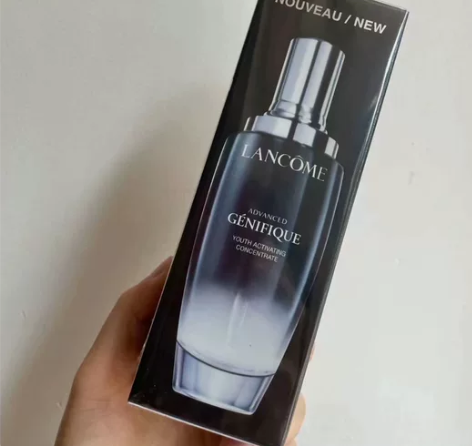 NOUVEAU / NEW
LANCÔME
ADVANCED
GÉNIFIQUE
YOUTH ACTIVATING
CONCENTRATE